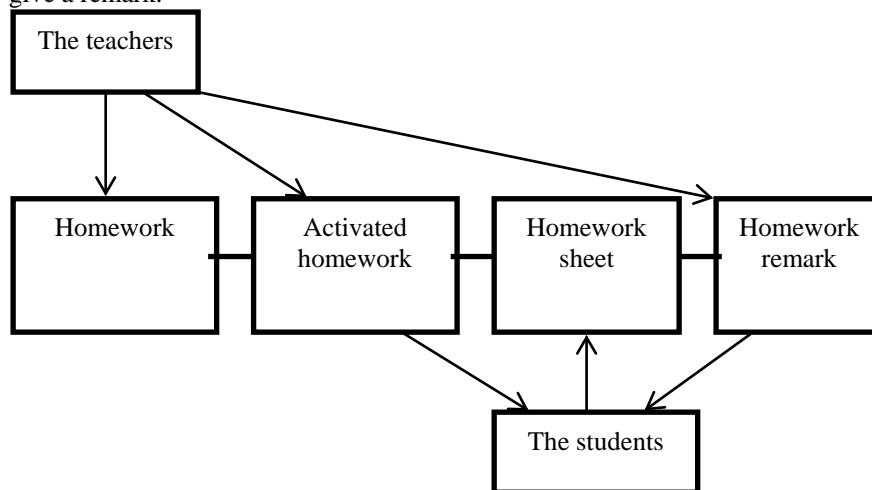 give a remark.
The teachers
Homework
Activated
homework
Homework
sheet
Homework
remark
The students